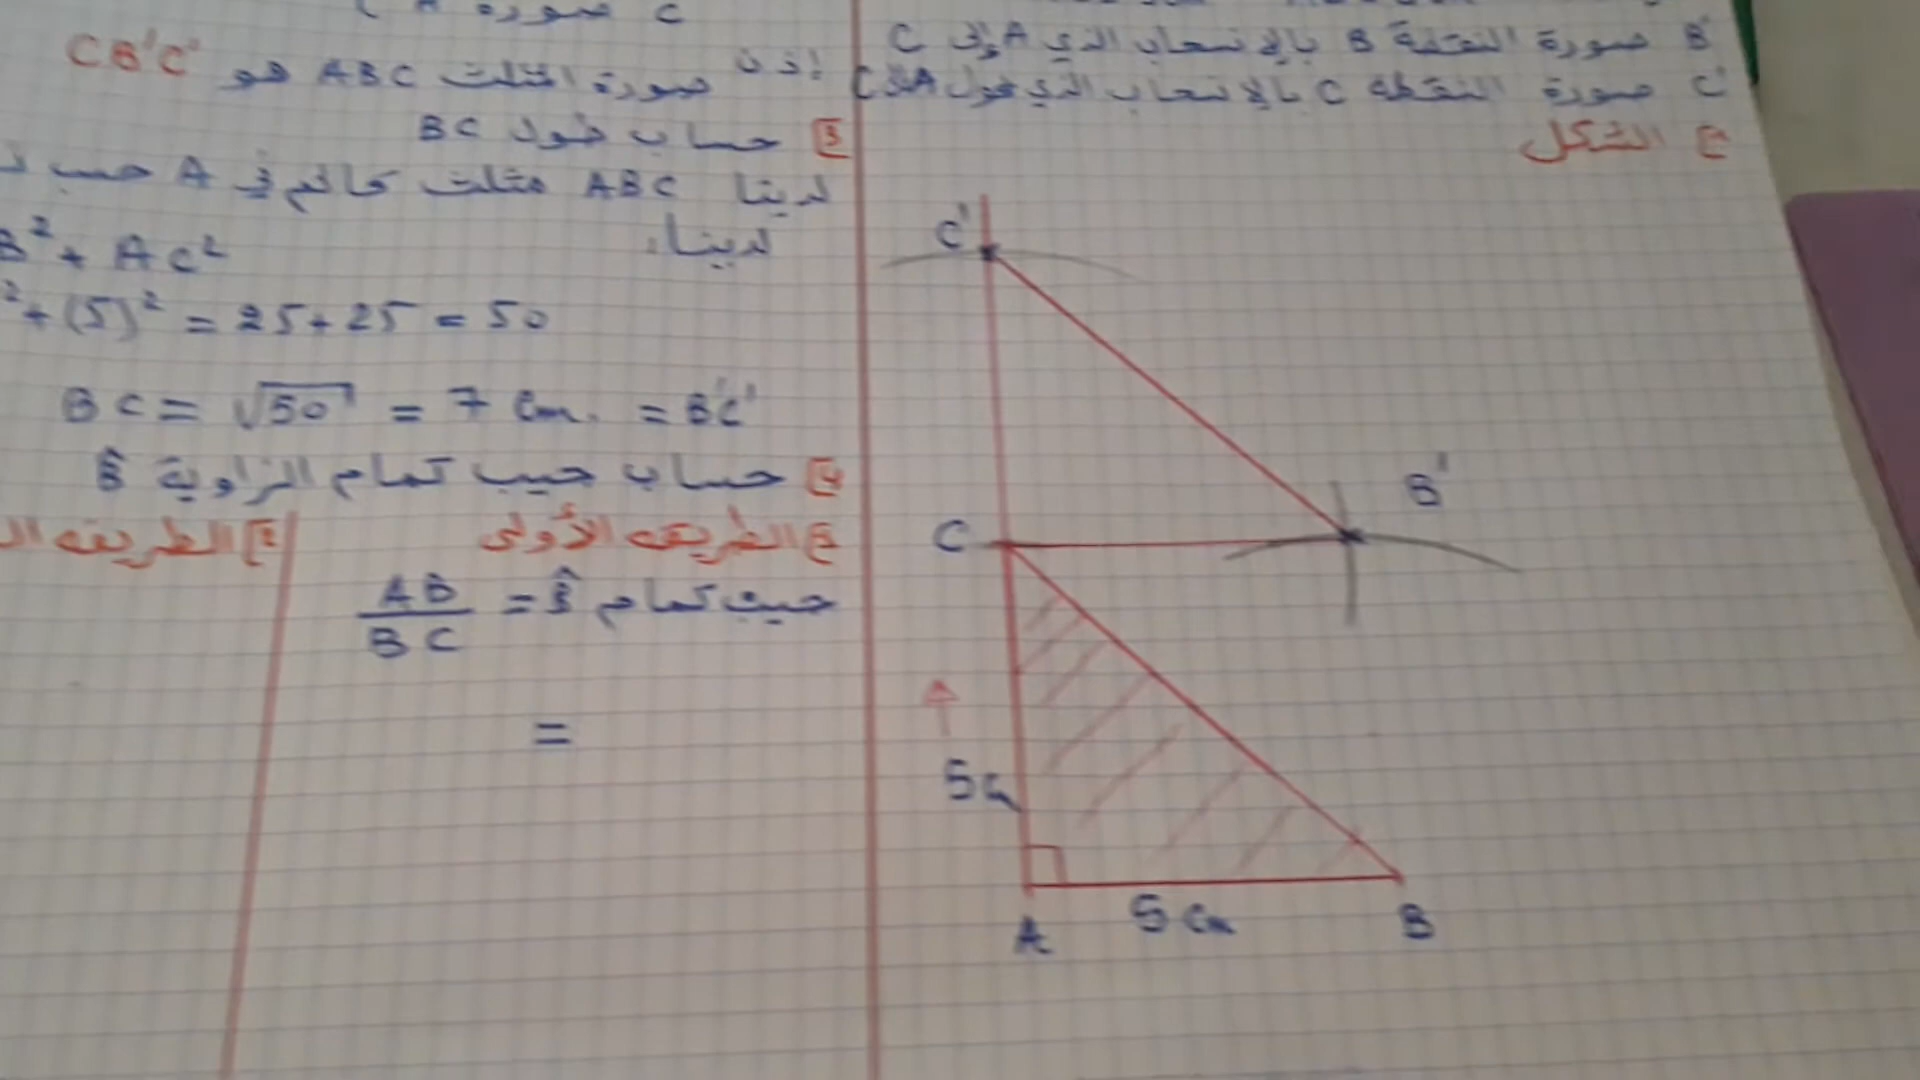 B' صورة النقطة B بالإنسحاب الذي A إلى C
C' صورة النقطة C بالإنسحاب الذي يحول A إلى C
الشكل
C'
B'
C
5c
A
5 cm
B
C صورة A
إذن صورة المثلث ABC هو CB'C'
3 حساب طول BC
لدينا ABC مثلث قائم في A حسب
لدينا:
B² + AC²
² + (5)² = 25 + 25 = 50
BC = √50 = 7 cm. = B'C'
4 حساب جيب تمام الزاوية B̂
الطريقة الأولى
جيب تمام B̂ = AB/BC
=
الطريقة ال